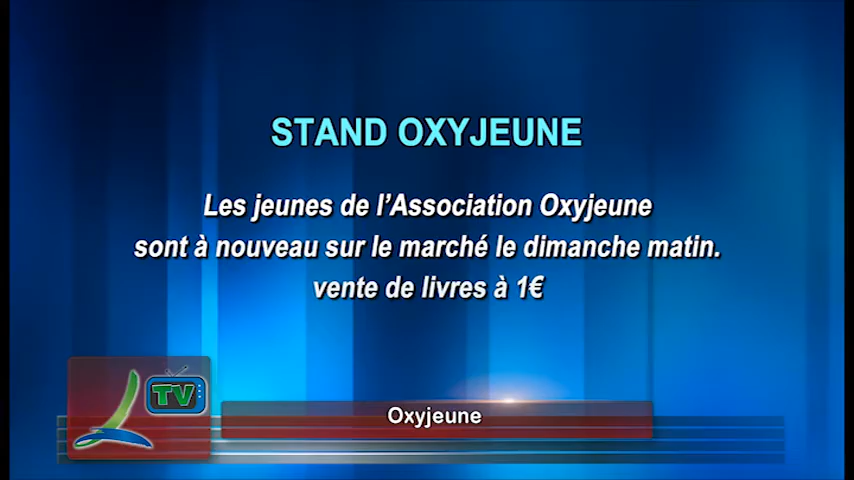 STAND OXYJEUNE
Les jeunes de l’Association Oxyjeune
sont à nouveau sur le marché le dimanche matin.
vente de livres à 1€
TV
Oxyjeune